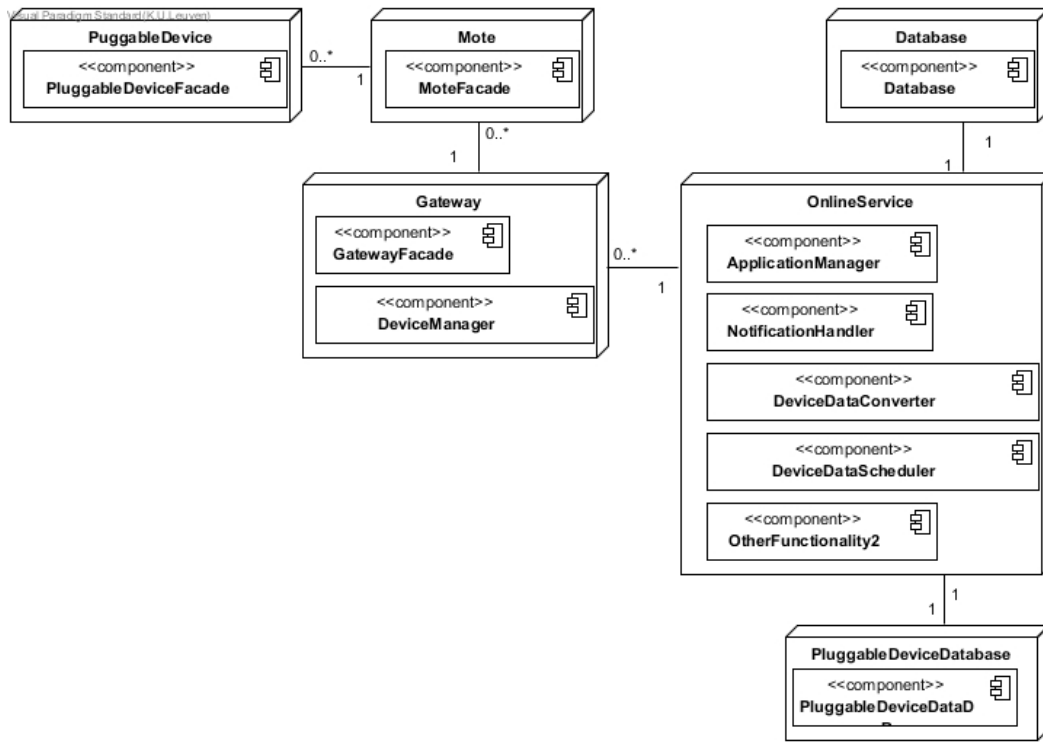 Visual Paradigm Standard(K.U.Leuven)
PuggableDevice
<<component>>
PluggableDeviceFacade
0..*
1
Mote
<<component>>
MoteFacade
0..*
1
Database
<<component>>
Database
1
1
Gateway
<<component>>
GatewayFacade
<<component>>
DeviceManager
0..*
1
OnlineService
<<component>>
ApplicationManager
<<component>>
NotificationHandler
<<component>>
DeviceDataConverter
<<component>>
DeviceDataScheduler
<<component>>
OtherFunctionality2
1
1
PluggableDeviceDatabase
<<component>>
PluggableDeviceDataD